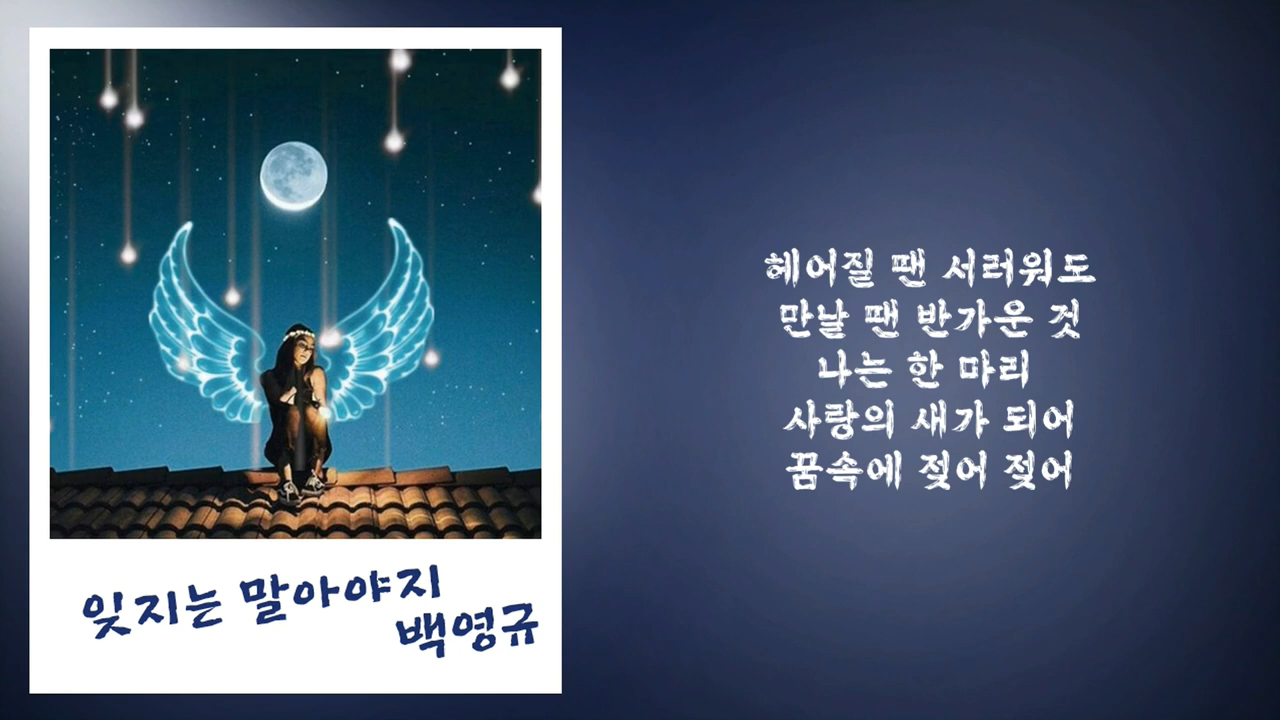 잊지는 말아야지
백영규
헤어질 땐 서러워도
만날 땐 반가운 것
나는 한 마리
사랑의 새가 되어
꿈속에 젖어 젖어